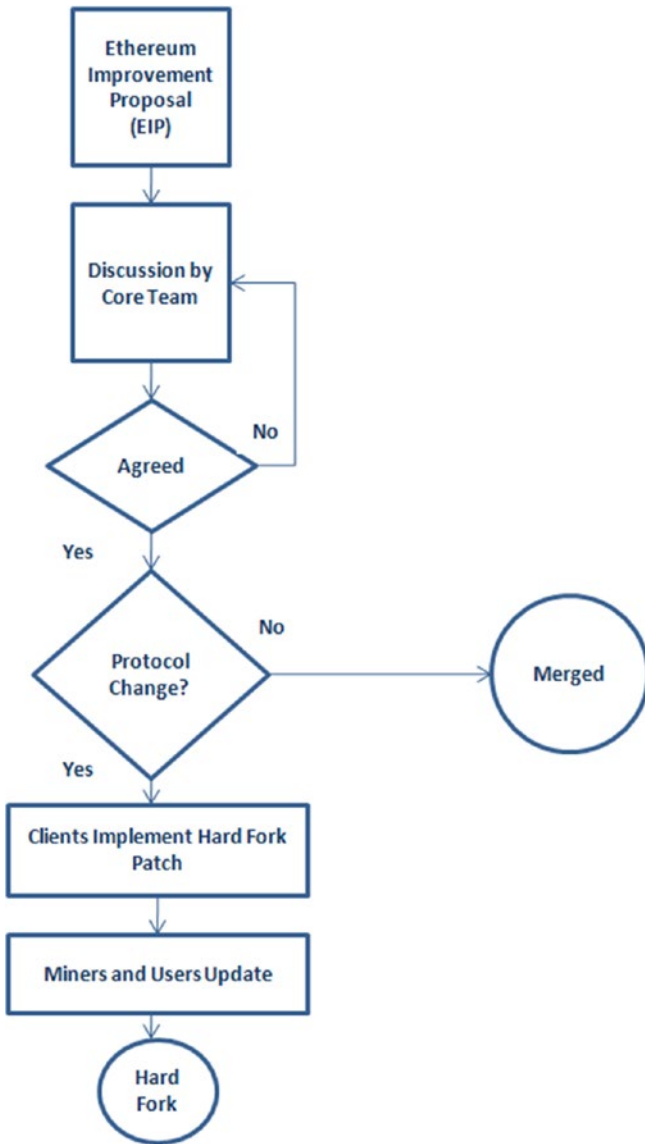 Ethereum
Improvement
Proposal
(EIP)
Discussion by
Core Team
No
Agreed
Yes
No
Protocol
Change?
Merged
Yes
Clients Implement Hard Fork
Patch
Miners and Users Update
Hard
Fork